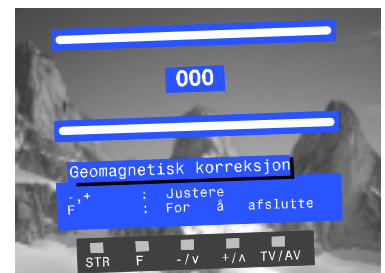 000
Geomagnetisk korreksjon
-,+ : Justere
F : For å afslutte
STR F -/v +/ʌ TV/AV